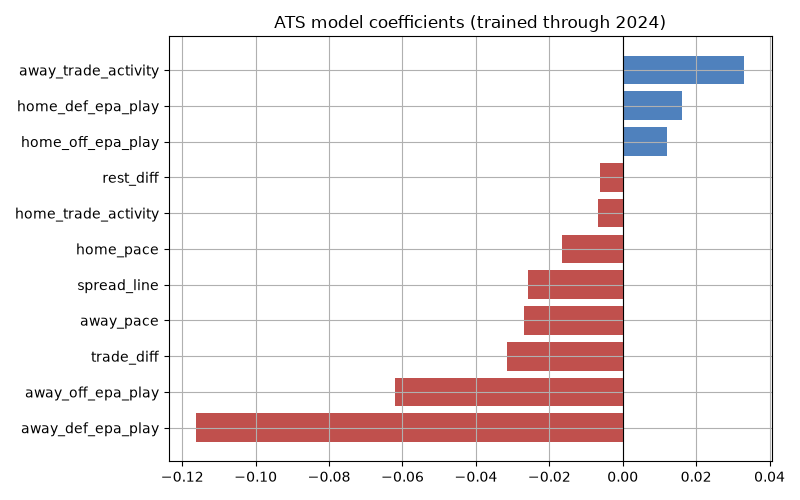 ATS model coefficients (trained through 2024)
away_trade_activity
home_def_epa_play
home_off_epa_play
rest_diff
home_trade_activity
home_pace
spread_line
away_pace
trade_diff
away_off_epa_play
away_def_epa_play
−0.12 −0.10 −0.08 −0.06 −0.04 −0.02 0.00 0.02 0.04